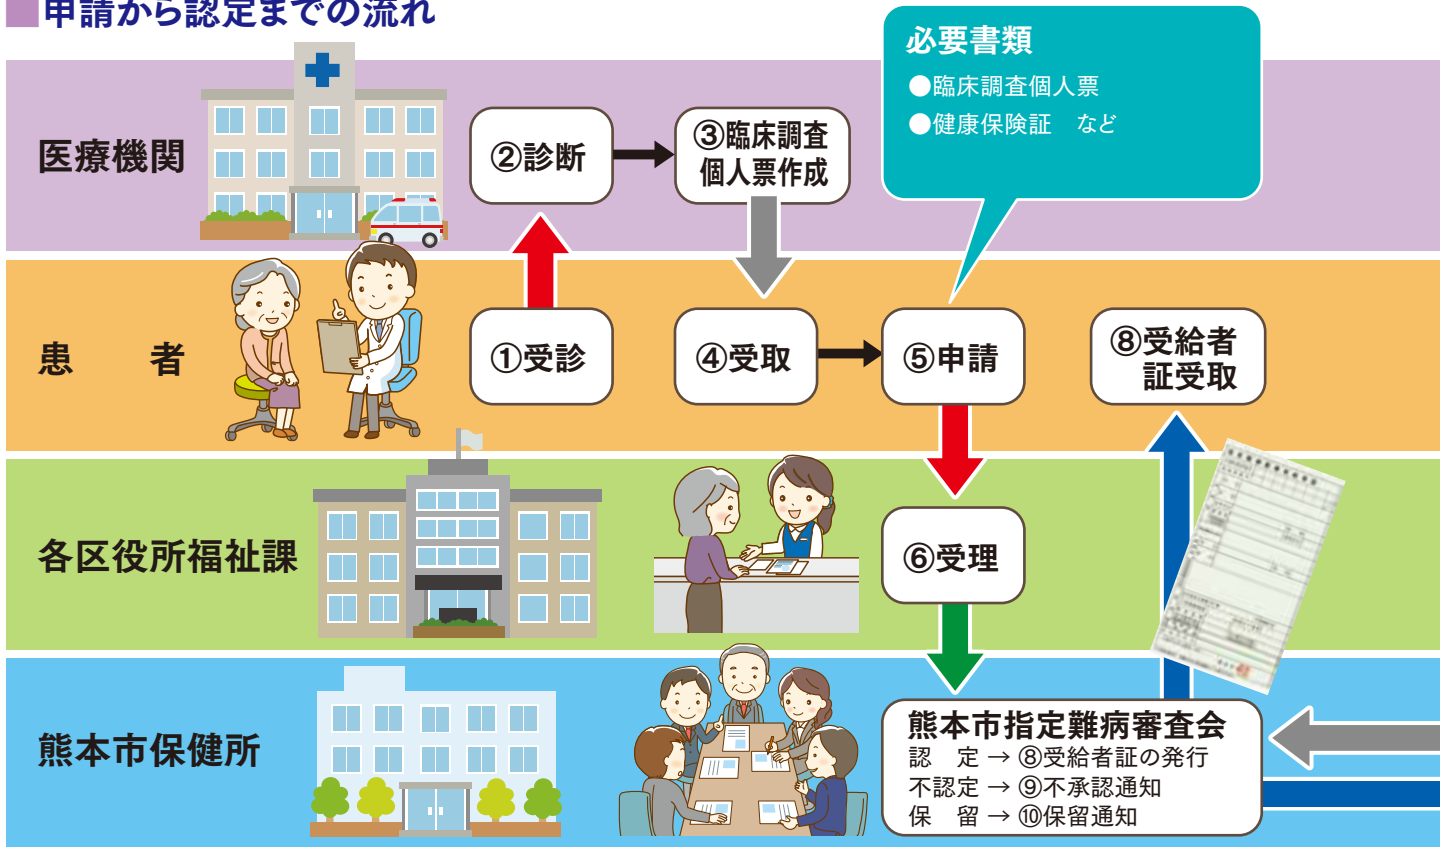 ■申請から認定までの流れ
必要書類
●臨床調査個人票
●健康保険証　など
医療機関
②診断
③臨床調査
個人票作成
患　者
①受診
④受取
⑤申請
⑧受給者
証受取
各区役所福祉課
⑥受理
熊本市保健所
熊本市指定難病審査会
認　定 → ⑧受給者証の発行
不認定 → ⑨不承認通知
保　留 → ⑩保留通知